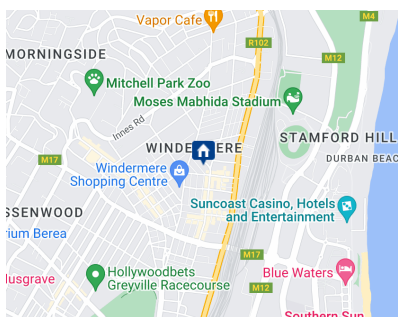 Vapor Cafe
M4
R102
MORNINGSIDE
M12
Mitchell Park Zoo
Moses Mabhida Stadium
Innes Rd
STAMFORD HILL
WINDERMERE
DURBAN BEAC
M17
Windermere
Shopping Centre
SSENWOOD
Suncoast Casino, Hotels
and Entertainment
rium Berea
M17
Musgrave
Hollywoodbets
Greyville Racecourse
Blue Waters
M12
Southern Sun